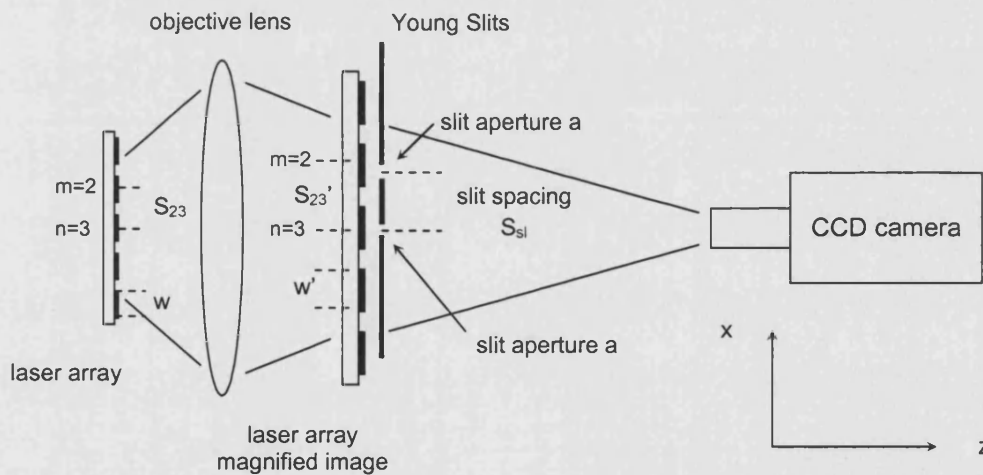 objective lens
Young Slits
slit aperture a
m=2
m=2
S₂₃
S₂₃'
slit spacing
n=3
n=3
Sₛₗ
CCD camera
w
w'
x
slit aperture a
laser array
laser array
magnified image
z